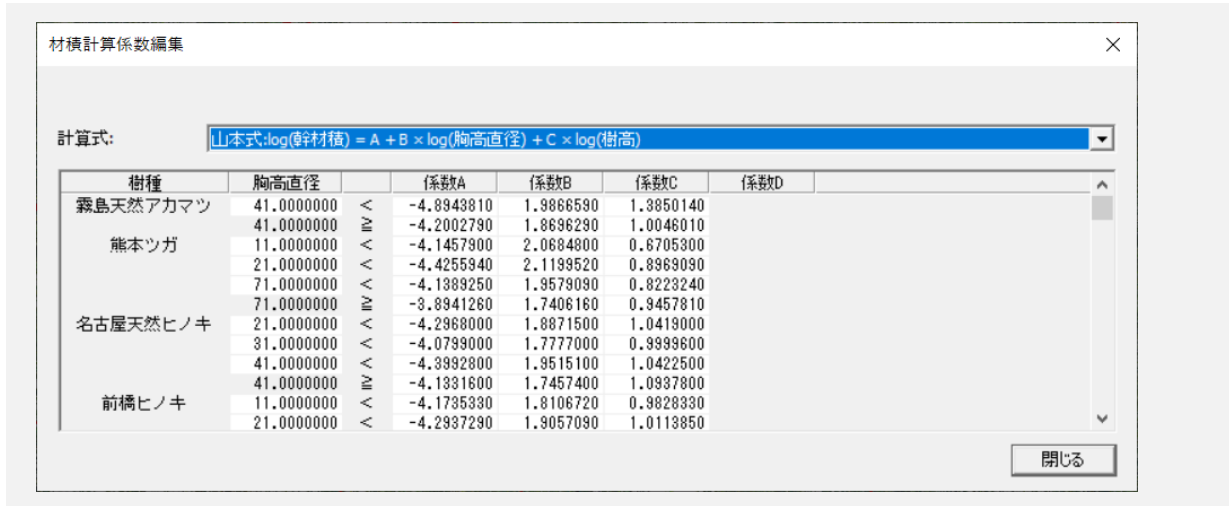 材積計算係数編集
計算式: 山本式:log(幹材積) = A + B × log(胸高直径) + C × log(樹高)
樹種 胸高直径 係数A 係数B 係数C 係数D
霧島天然アカマツ 41.0000000 < -4.8943810 1.9866590 1.3850140
41.0000000 ≧ -4.2002790 1.8696290 1.0046010
熊本ツガ 11.0000000 < -4.1457900 2.0684800 0.6705300
21.0000000 < -4.4255940 2.1199520 0.8969090
71.0000000 < -4.1389250 1.9579090 0.8223240
71.0000000 ≧ -3.8941260 1.7406160 0.9457810
名古屋天然ヒノキ 21.0000000 < -4.2968000 1.8871500 1.0419000
31.0000000 < -4.0799000 1.7777000 0.9999600
41.0000000 < -4.3992800 1.9515100 1.0422500
41.0000000 ≧ -4.1331600 1.7457400 1.0937800
前橋ヒノキ 11.0000000 < -4.1735330 1.8106720 0.9828330
21.0000000 < -4.2937290 1.9057090 1.0113850
閉じる